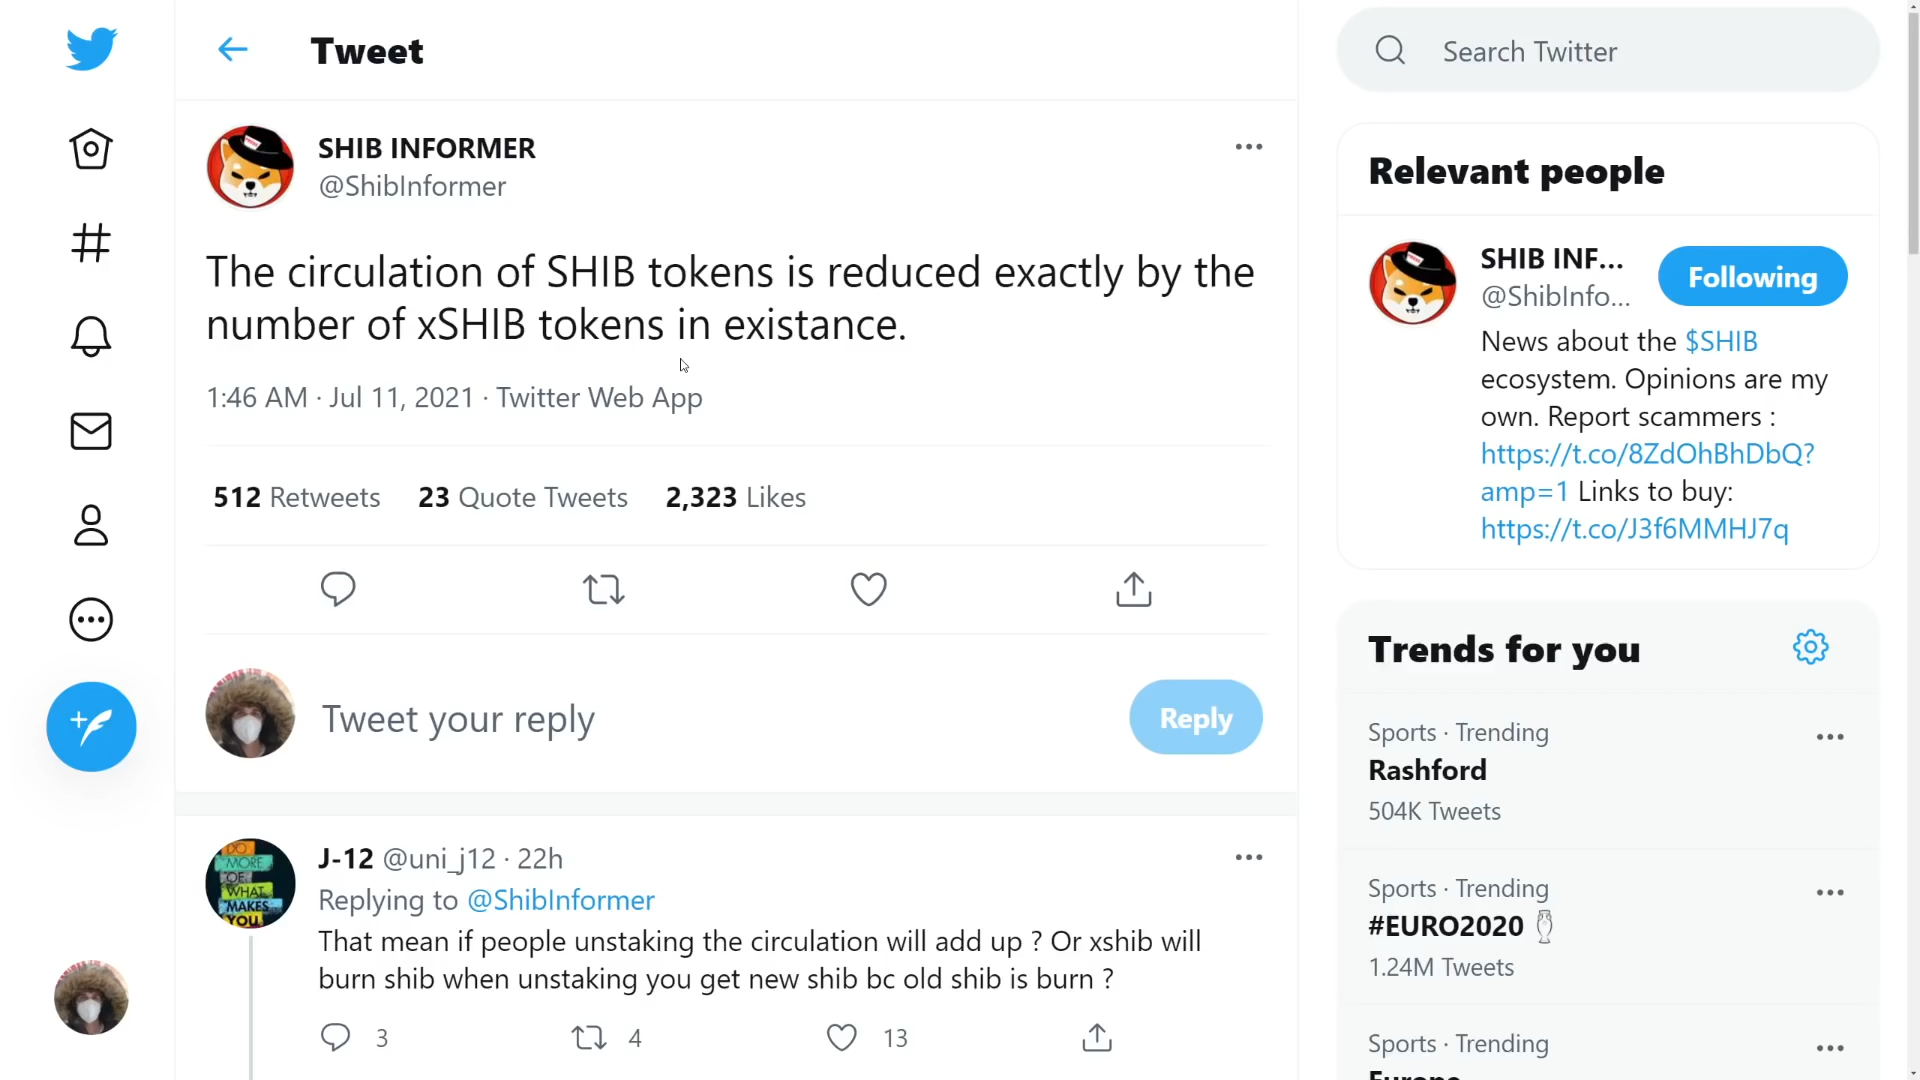 Tweet
SHIB INFORMER
@ShibInformer
The circulation of SHIB tokens is reduced exactly by the
number of xSHIB tokens in existance.
1:46 AM · Jul 11, 2021 · Twitter Web App
512 Retweets 23 Quote Tweets 2,323 Likes
Tweet your reply
Reply
DO
MORE
OF
WHAT
MAKES
YOU
J-12 @uni_j12 · 22h
Replying to @ShibInformer
That mean if people unstaking the circulation will add up ? Or xshib will
burn shib when unstaking you get new shib bc old shib is burn ?
3 4 13
Search Twitter
Relevant people
SHIB INF...
@ShibInfo...
Following
News about the $SHIB
ecosystem. Opinions are my
own. Report scammers :
https://t.co/8ZdOhBhDbQ?
amp=1 Links to buy:
https://t.co/J3f6MMHJ7q
Trends for you
Sports · Trending
Rashford
504K Tweets
Sports · Trending
#EURO2020
1.24M Tweets
Sports · Trending